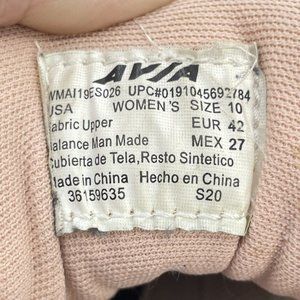 AVIA
WMAI19ES026 UPC#0191045692784
USA WOMEN'S SIZE 10
Fabric Upper EUR 42
Balance Man Made MEX 27
Cubierta de Tela,Resto Sintetico
Made in China Hecho en China
36159635 S20